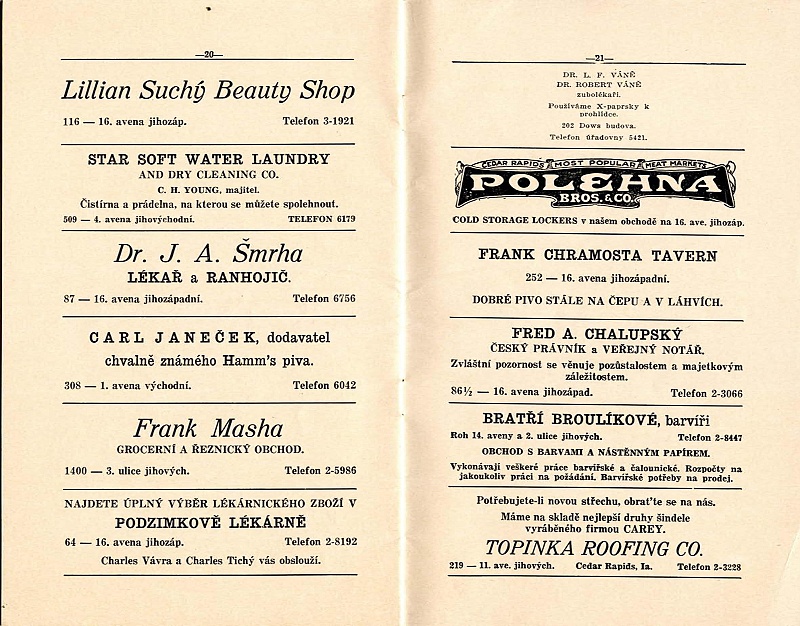 —20—
Lillian Suchý Beauty Shop
116 — 16. avena jihozáp. Telefon 3-1921
STAR SOFT WATER LAUNDRY
AND DRY CLEANING CO.
C. H. YOUNG, majitel.
Čistírna a prádelna, na kterou se můžete spolehnout.
509 — 4. avena jihovýchodní. TELEFON 6179
Dr. J. A. Šmrha
LÉKAŘ a RANHOJIČ.
87 — 16. avena jihozápadní. Telefon 6756
CARL JANEČEK, dodavatel
chvalně známého Hamm's piva.
308 — 1. avena východní. Telefon 6042
Frank Masha
GROCERNÍ A ŘEZNICKÝ OBCHOD.
1400 — 3. ulice jihových. Telefon 2-5986
NAJDETE ÚPLNÝ VÝBĚR LÉKÁRNICKÉHO ZBOŽÍ V
PODZIMKOVĚ LÉKÁRNĚ
64 — 16. avena jihozáp. Telefon 2-8192
Charles Vávra a Charles Tichý vás obslouží.
—21—
DR. L. F. VÁNĚ
DR. ROBERT VÁNĚ
zubolékaři.
Používáme X-paprsky k
prohlídce.
202 Dows budova.
Telefon úřadovny 5421.
CEDAR RAPIDS MOST POPULAR MEAT MARKETS
POLEHNA
BROS. & CO.
COLD STORAGE LOCKERS v našem obchodě na 16. ave. jihozáp.
FRANK CHRAMOSTA TAVERN
252 — 16. avena jihozápadní.
DOBRÉ PIVO STÁLE NA ČEPU A V LÁHVÍCH.
FRED A. CHALUPSKÝ
ČESKÝ PRÁVNÍK a VEŘEJNÝ NOTÁŘ.
Zvláštní pozornost se věnuje pozůstalostem a majetkovým
záležitostem.
86½ — 16. avena jihozápad. Telefon 2-3066
BRATŘÍ BROULÍKOVÉ, barvíři
Roh 14. aveny a 2. ulice jihových. Telefon 2-8447
OBCHOD S BARVAMI A NÁSTĚNNÝM PAPÍREM.
Vykonávají veškeré práce barvířské a čalounické. Rozpočty na
jakoukoliv práci na požádání. Barvířské potřeby na prodej.
Potřebujete-li novou střechu, obrať'te se na nás.
Máme na skladě nejlepší druhy šindele
vyráběného firmou CAREY.
TOPINKA ROOFING CO.
219 — 11. ave. jihových. Cedar Rapids, Ia. Telefon 2-3228